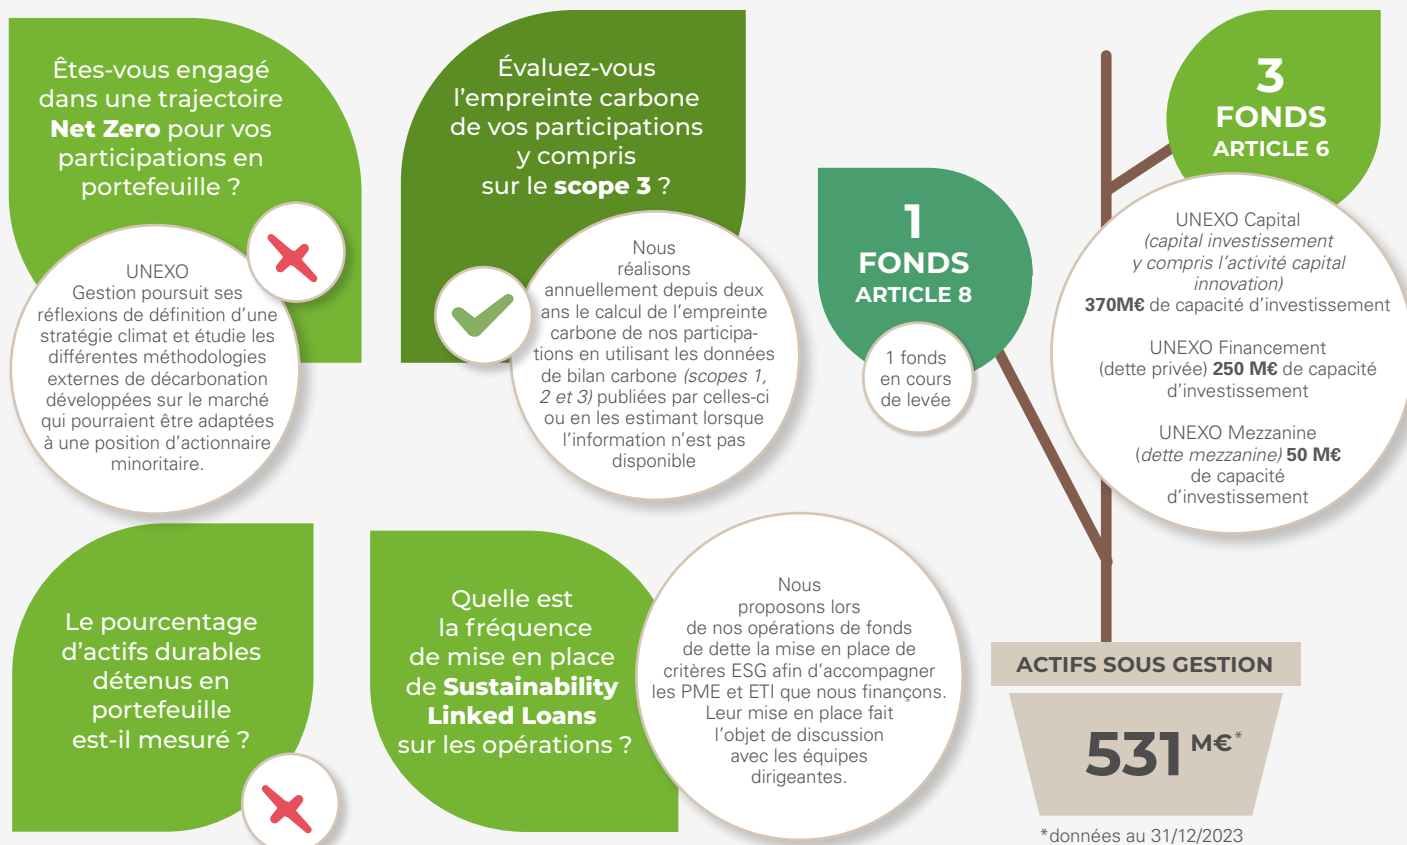 Êtes-vous engagé
dans une trajectoire
Net Zero pour vos
participations en
portefeuille ?
UNEXO
Gestion poursuit ses
réflexions de définition d'une
stratégie climat et étudie les
différentes méthodologies
externes de décarbonation
développées sur le marché
qui pourraient être adaptées
à une position d'actionnaire
minoritaire.
Évaluez-vous
l'empreinte carbone
de vos participations
y compris
sur le scope 3 ?
Nous
réalisons
annuellement depuis deux
ans le calcul de l'empreinte
carbone de nos participa-
tions en utilisant les données
de bilan carbone (scopes 1,
2 et 3) publiées par celles-ci
ou en les estimant lorsque
l'information n'est pas
disponible
1
FONDS
ARTICLE 8
1 fonds
en cours
de levée
3
FONDS
ARTICLE 6
UNEXO Capital
(capital investissement
y compris l'activité capital
innovation)
370M€ de capacité d'investissement
UNEXO Financement
(dette privée) 250 M€ de capacité
d'investissement
UNEXO Mezzanine
(dette mezzanine) 50 M€
de capacité
d'investissement
Le pourcentage
d'actifs durables
détenus en
portefeuille
est-il mesuré ?
Quelle est
la fréquence
de mise en place
de Sustainability
Linked Loans
sur les opérations ?
Nous
proposons lors
de nos opérations de fonds
de dette la mise en place de
critères ESG afin d'accompagner
les PME et ETI que nous finançons.
Leur mise en place fait
l'objet de discussion
avec les équipes
dirigeantes.
ACTIFS SOUS GESTION
531 M€*
*données au 31/12/2023